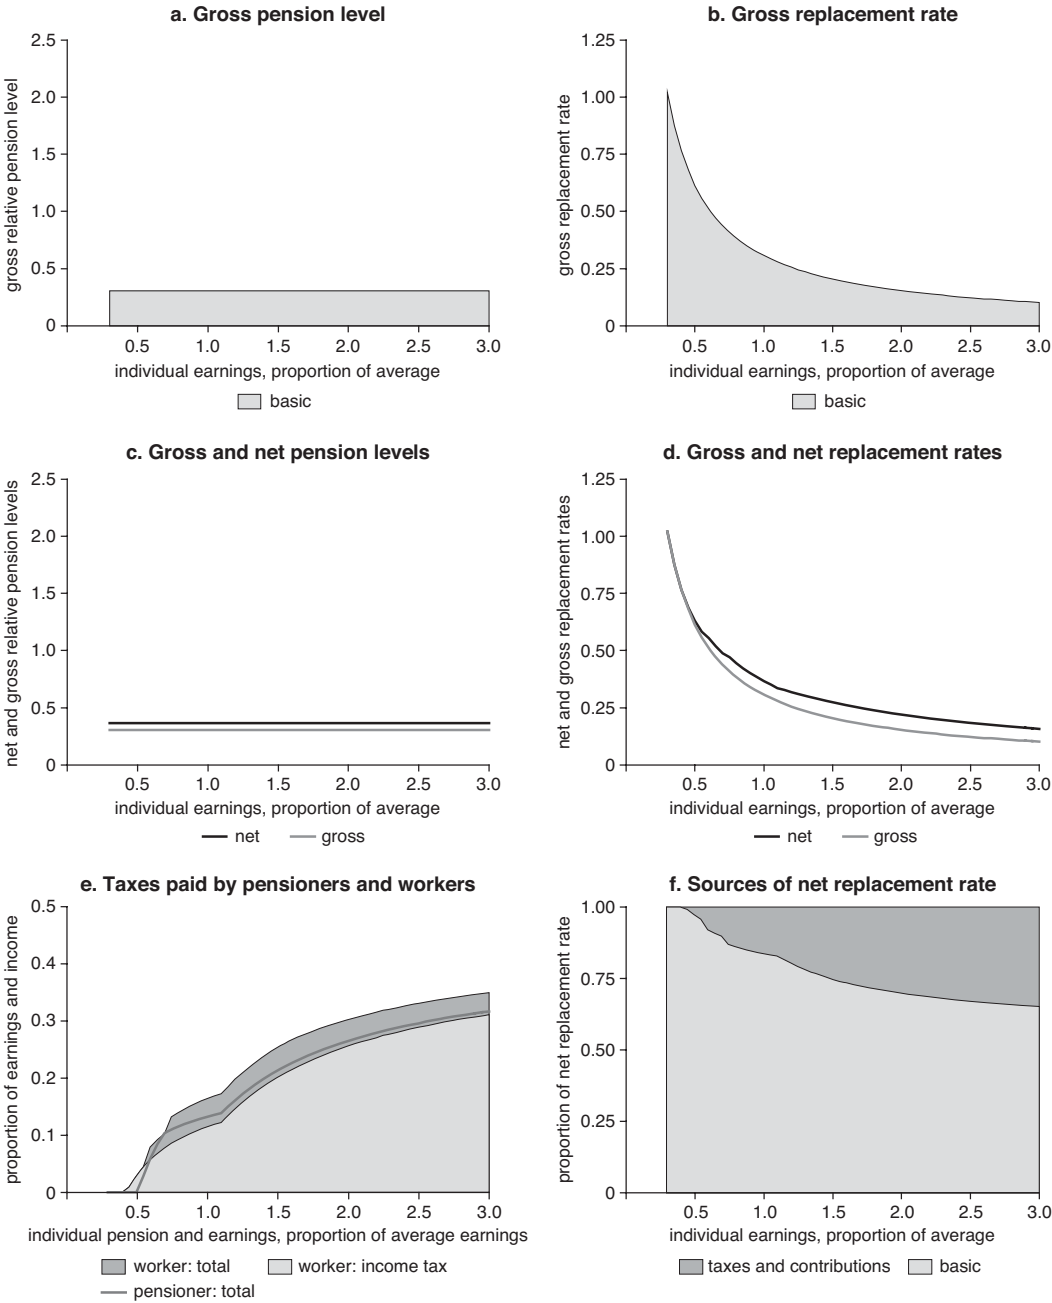 a. Gross pension level
gross relative pension level
2.5
2.0
1.5
1.0
0.5
0
0.5 1.0 1.5 2.0 2.5 3.0
individual earnings, proportion of average
basic
b. Gross replacement rate
gross replacement rate
1.25
1.00
0.75
0.50
0.25
0
0.5 1.0 1.5 2.0 2.5 3.0
individual earnings, proportion of average
basic
c. Gross and net pension levels
net and gross relative pension levels
2.5
2.0
1.5
1.0
0.5
0
0.5 1.0 1.5 2.0 2.5 3.0
individual earnings, proportion of average
net gross
d. Gross and net replacement rates
net and gross replacement rates
1.25
1.00
0.75
0.50
0.25
0
0.5 1.0 1.5 2.0 2.5 3.0
individual earnings, proportion of average
net gross
e. Taxes paid by pensioners and workers
proportion of earnings and income
0.5
0.4
0.3
0.2
0.1
0
0.5 1.0 1.5 2.0 2.5 3.0
individual pension and earnings, proportion of average earnings
worker: total worker: income tax
pensioner: total
f. Sources of net replacement rate
proportion of net replacement rate
1.00
0.75
0.50
0.25
0
0.5 1.0 1.5 2.0 2.5 3.0
individual earnings, proportion of average
taxes and contributions basic